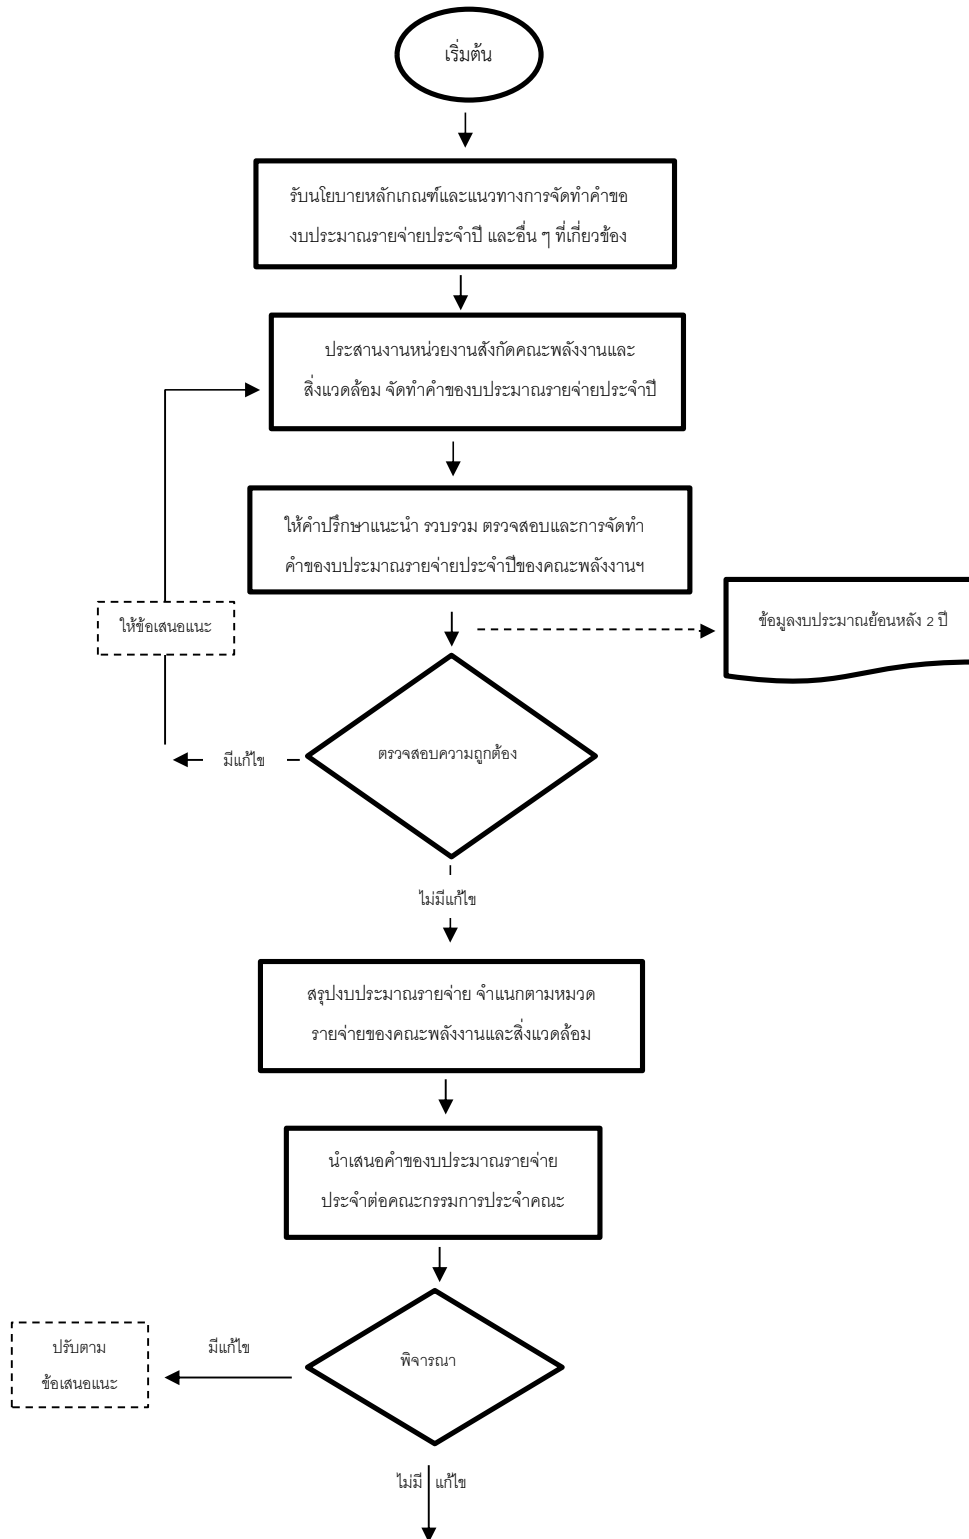 เริ่มต้น
รับนโยบายหลักเกณฑ์และแนวทางการจัดทำคำขอ
งบประมาณรายจ่ายประจำปี และอื่น ๆ ที่เกี่ยวข้อง
ประสานงานหน่วยงานสังกัดคณะพลังงานและ
สิ่งแวดล้อม จัดทำคำของบประมาณรายจ่ายประจำปี
ให้คำปรึกษาแนะนำ รวบรวม ตรวจสอบและการจัดทำ
คำของบประมาณรายจ่ายประจำปีของคณะพลังงานฯ
ให้ข้อเสนอแนะ
ข้อมูลงบประมาณย้อนหลัง 2 ปี
ตรวจสอบความถูกต้อง
มีแก้ไข
ไม่มีแก้ไข
สรุปงบประมาณรายจ่าย จำแนกตามหมวด
รายจ่ายของคณะพลังงานและสิ่งแวดล้อม
นำเสนอคำของบประมาณรายจ่าย
ประจำต่อคณะกรรมการประจำคณะ
ปรับตาม
ข้อเสนอแนะ
มีแก้ไข
พิจารณา
ไม่มี แก้ไข